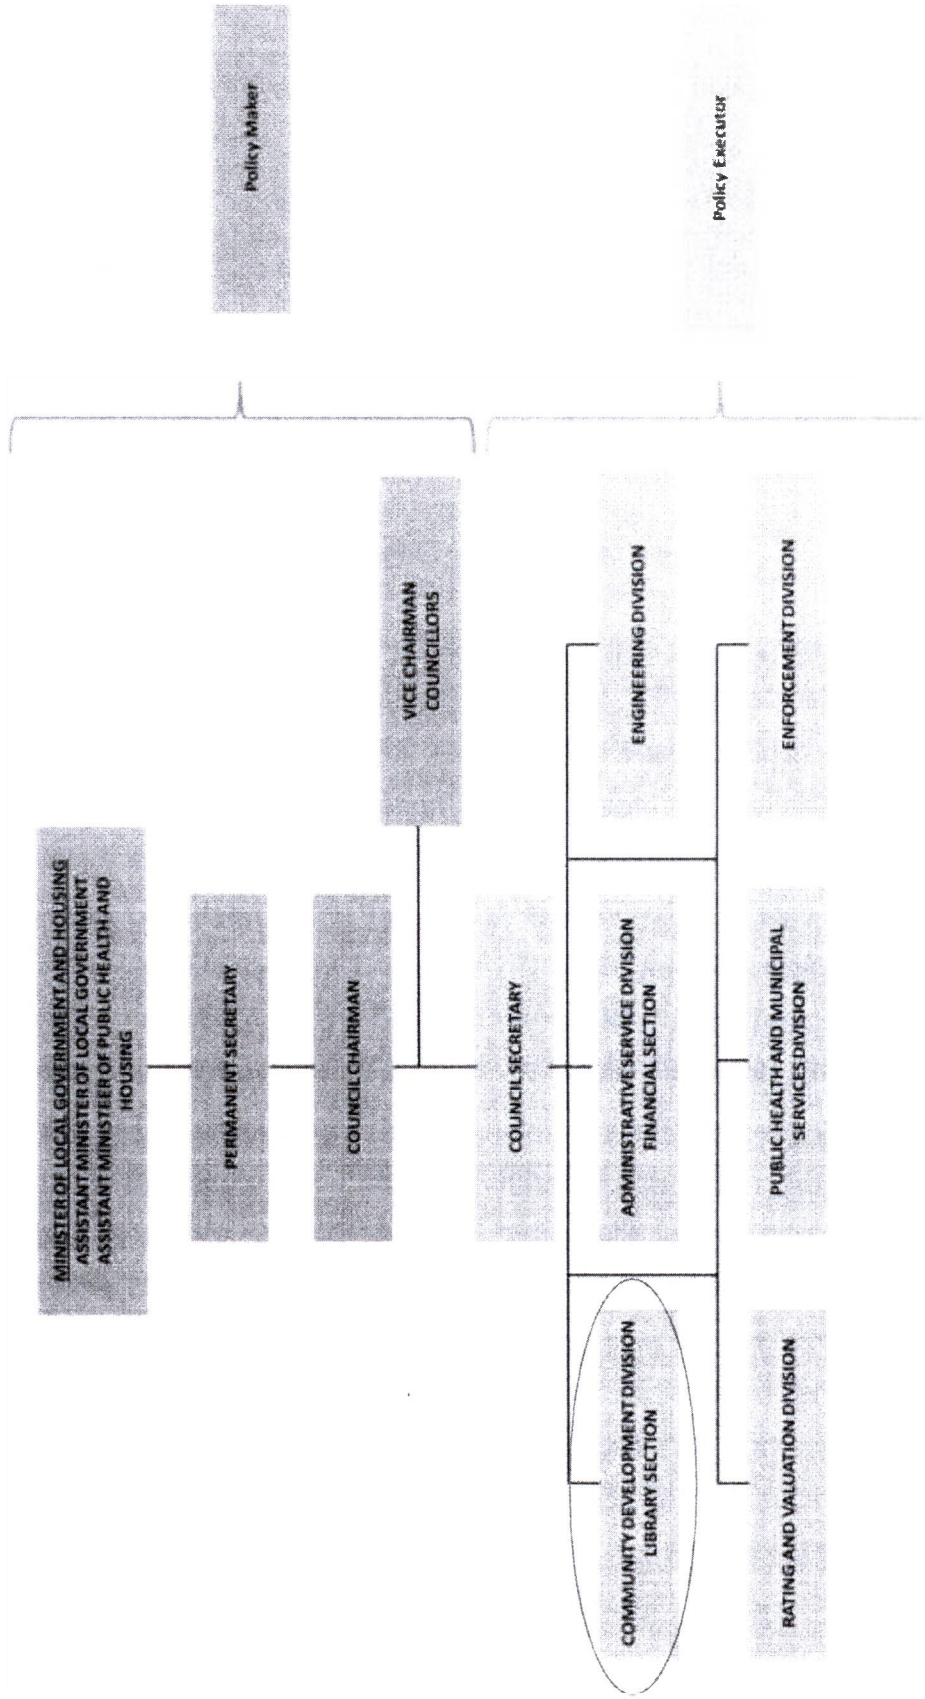 MINISTER OF LOCAL GOVERNMENT AND HOUSING
ASSISTANT MINISTER OF LOCAL GOVERNMENT
ASSISTANT MINISTEER OF PUBLIC HEALTH AND
HOUSING
PERMANENT SECRETARY
COUNCIL CHAIRMAN
VICE CHAIRMAN
COUNCILLORS
Policy Maker
COUNCIL SECRETARY
COMMUNITY DEVELOPMENT DIVISION
LIBRARY SECTION
ADMINISTRATIVE SERVICE DIVISION
FINANCIAL SECTION
ENGINEERING DIVISION
RATING AND VALUATION DIVISION
PUBLIC HEALTH AND MUNICIPAL
SERVICES DIVISION
ENFORCEMENT DIVISION
Policy Executor